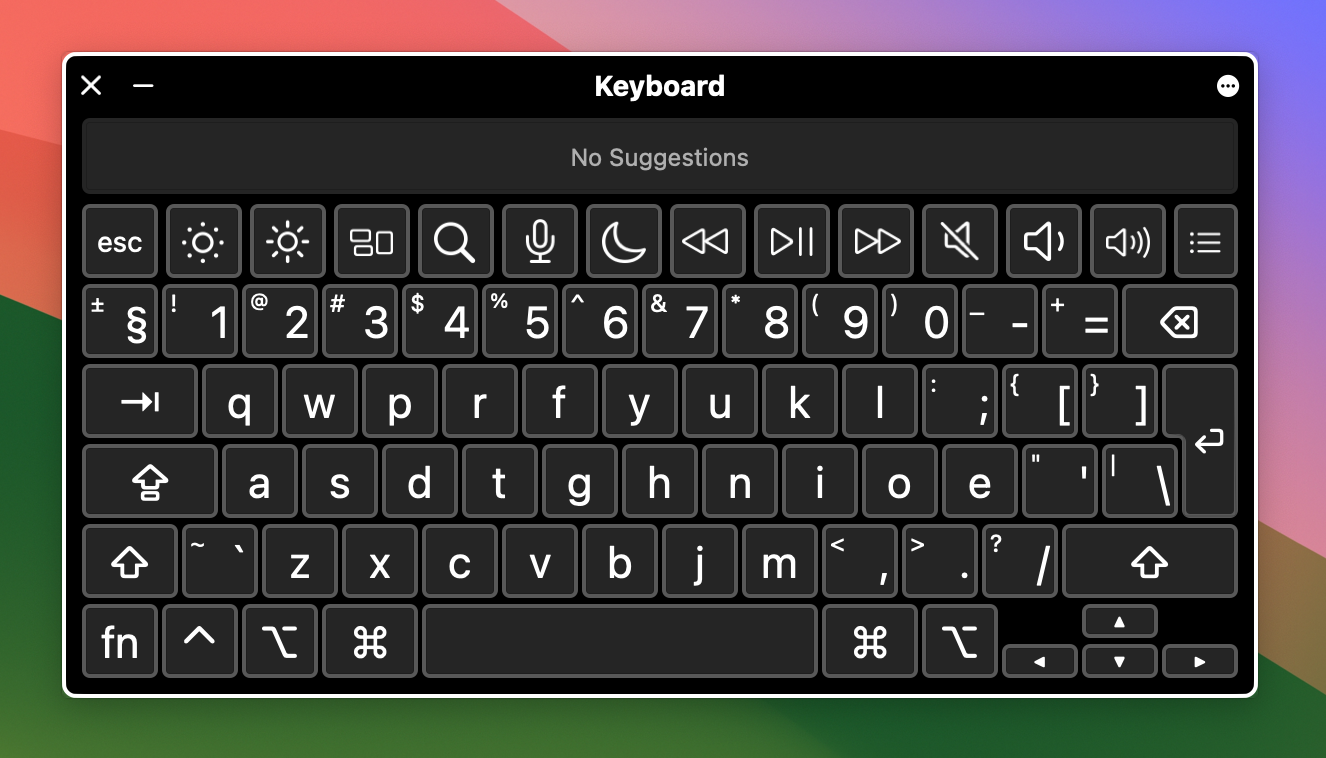 Keyboard
No Suggestions
esc
± § ! 1 @ 2 # 3 $ 4 % 5 ^ 6 & 7 * 8 ( 9 ) 0 _ - + =
q w p r f y u k l : ; { [ } ]
a s d t g h n i o e " ' | \
~ ` z x c v b j m < , > . ? /
fn ^ ⌥ ⌘ ⌘ ⌥